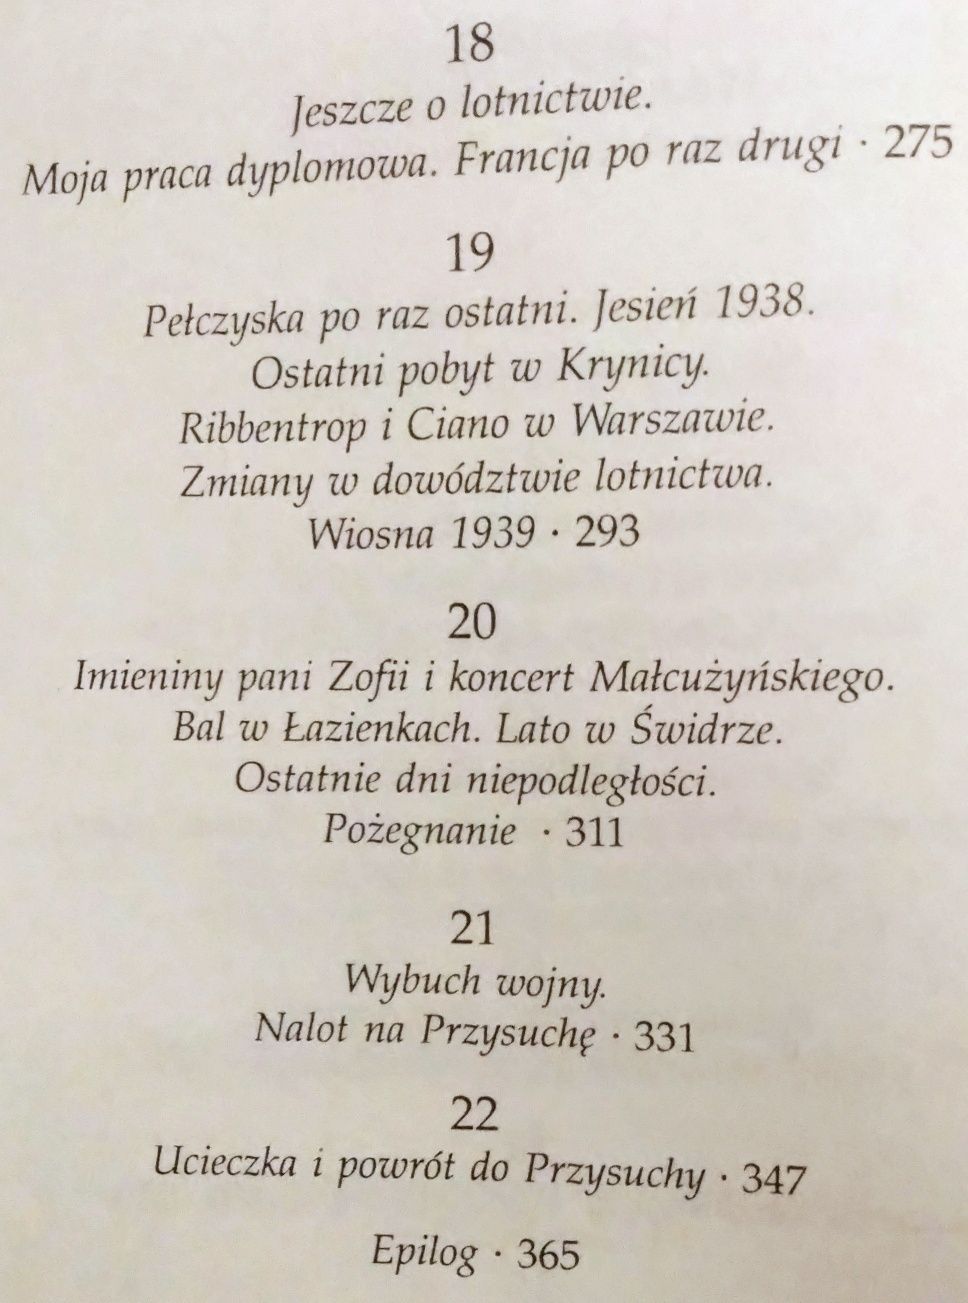 18
Jeszcze o lotnictwie.
Moja praca dyplomowa. Francja po raz drugi · 275
19
Pełczyska po raz ostatni. Jesień 1938.
Ostatni pobyt w Krynicy.
Ribbentrop i Ciano w Warszawie.
Zmiany w dowództwie lotnictwa.
Wiosna 1939 · 293
20
Imieniny pani Zofii i koncert Małcużyńskiego.
Bal w Łazienkach. Lato w Świdrze.
Ostatnie dni niepodległości.
Pożegnanie · 311
21
Wybuch wojny.
Nalot na Przysuchę · 331
22
Ucieczka i powrót do Przysuchy · 347
Epilog · 365